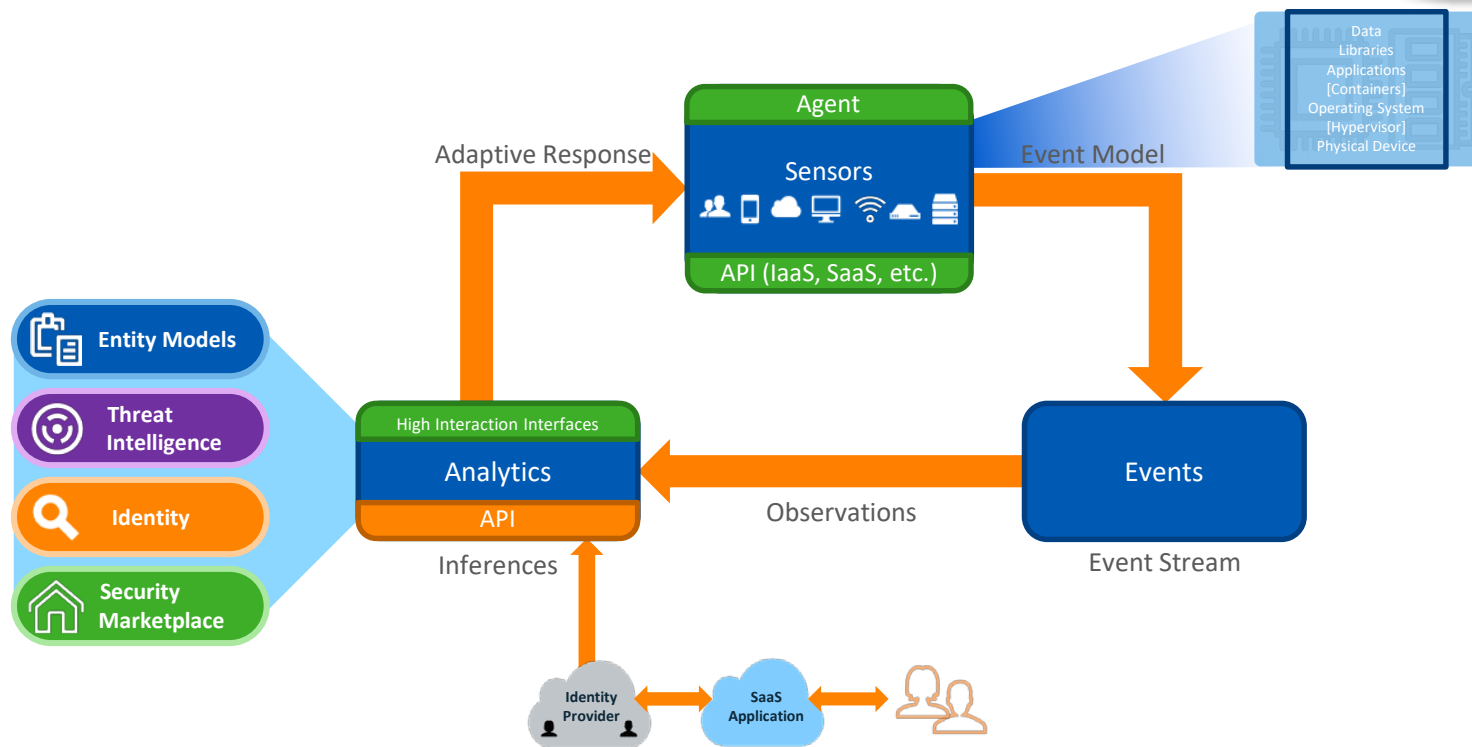 Data
Libraries
Applications
[Containers]
Operating System
[Hypervisor]
Physical Device
Agent
Adaptive Response
Sensors
Event Model
API (IaaS, SaaS, etc.)
Entity Models
Threat
Intelligence
Identity
Security
Marketplace
High Interaction Interfaces
Analytics
API
Inferences
Observations
Events
Event Stream
Identity
Provider
SaaS
Application